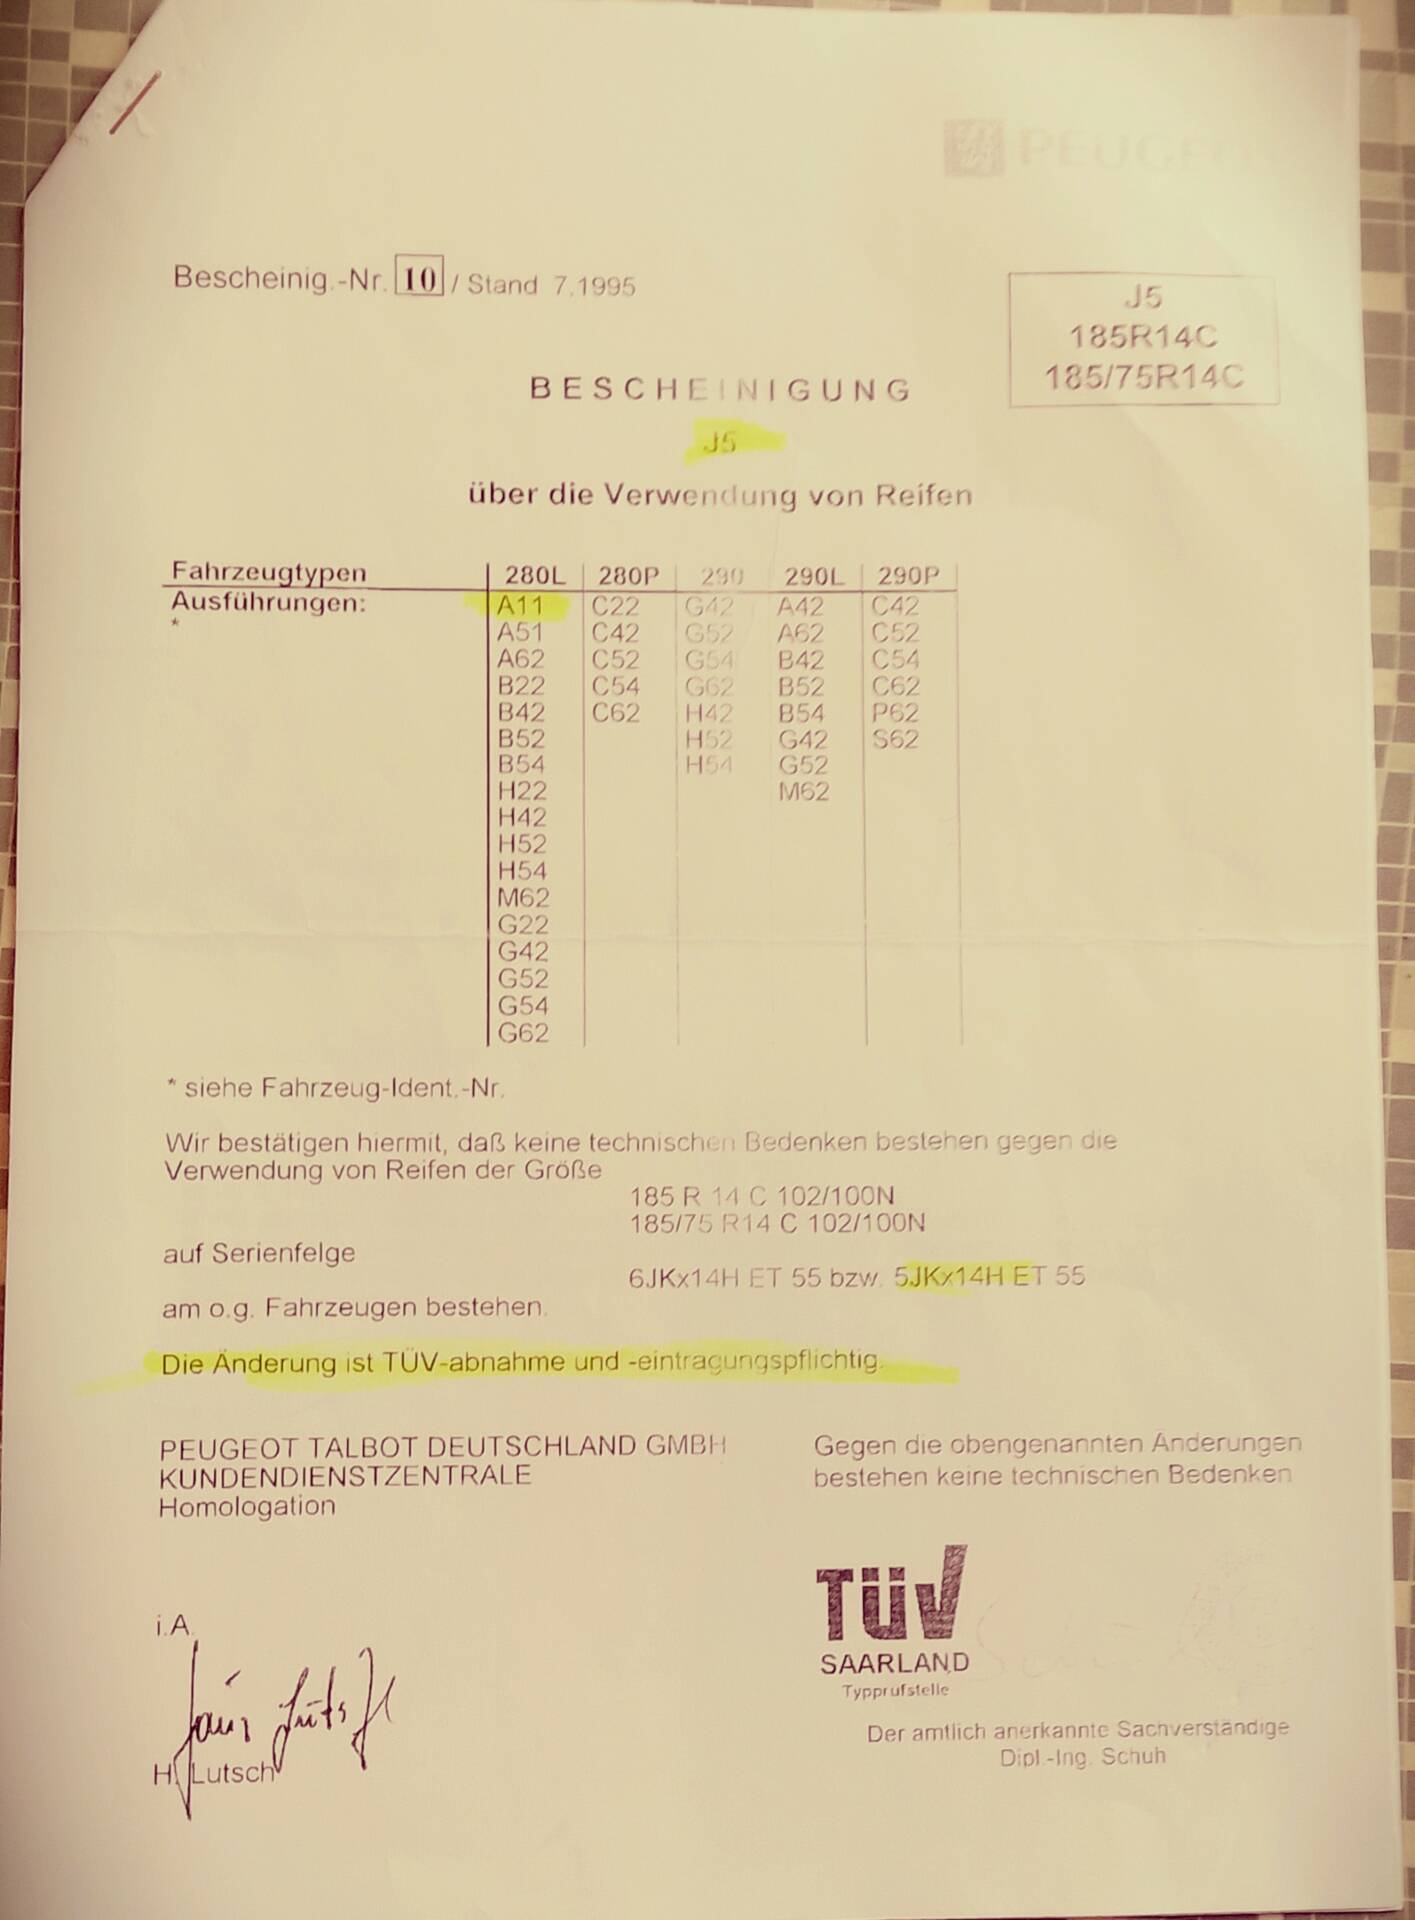 PEUGEOT
Bescheinig.-Nr. 10 / Stand 7.1995
J5
185R14C
185/75R14C
BESCHEINIGUNG
J5
über die Verwendung von Reifen
Fahrzeugtypen 280L 280P 290 290L 290P
Ausführungen: A11 C22 G42 A42 C42
* A51 C42 G52 A62 C52
A62 C52 G54 B42 C54
B22 C54 G62 B52 C62
B42 C62 H42 B54 P62
B52 H52 G42 S62
B54 H54 G52
H22 M62
H42
H52
H54
M62
G22
G42
G52
G54
G62
* siehe Fahrzeug-Ident.-Nr.
Wir bestätigen hiermit, daß keine technischen Bedenken bestehen gegen die
Verwendung von Reifen der Größe
185 R 14 C 102/100N
185/75 R14 C 102/100N
auf Serienfelge
6JKx14H ET 55 bzw. 5JKx14H ET 55
am o.g. Fahrzeugen bestehen.
Die Änderung ist TÜV-abnahme und -eintragungspflichtig.
PEUGEOT TALBOT DEUTSCHLAND GMBH
KUNDENDIENSTZENTRALE
Homologation
Gegen die obengenannten Änderungen
bestehen keine technischen Bedenken
i.A.
H. Lutsch
TÜV
SAARLAND
Typprufstelle
Der amtlich anerkannte Sachverständige
Dipl.-Ing. Schuh